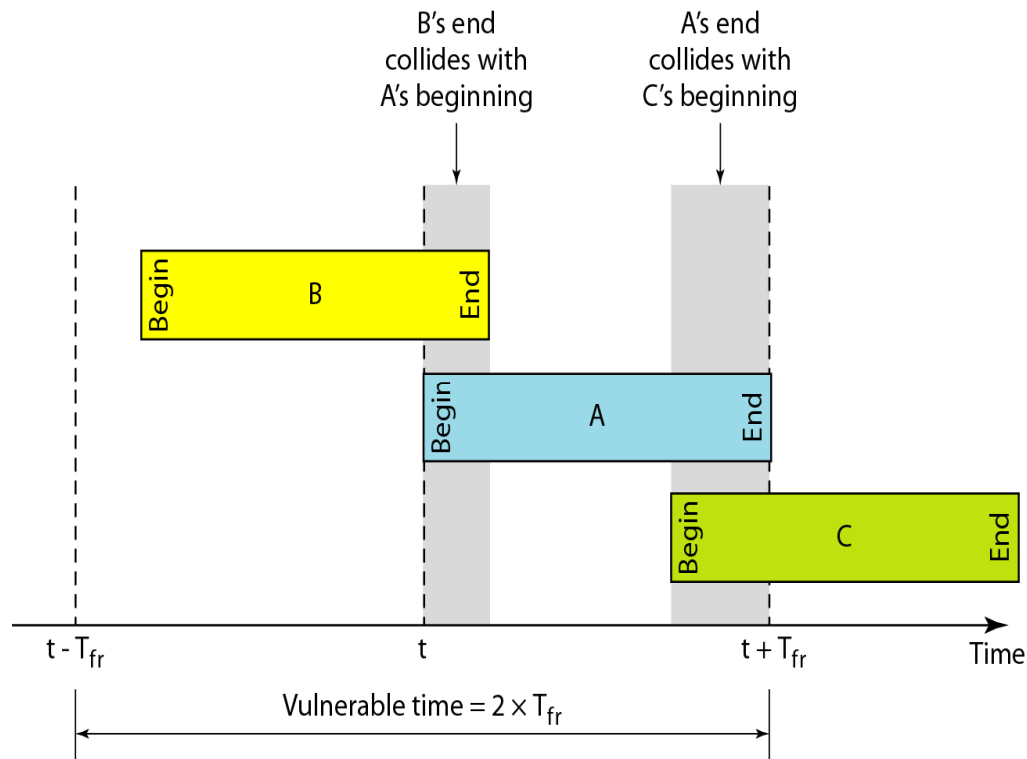 B’s end
collides with
A’s beginning
A’s end
collides with
C’s beginning
Begin
B
End
Begin
A
End
Begin
C
End
t - Tfr
t
t + Tfr
Time
Vulnerable time = 2 × Tfr